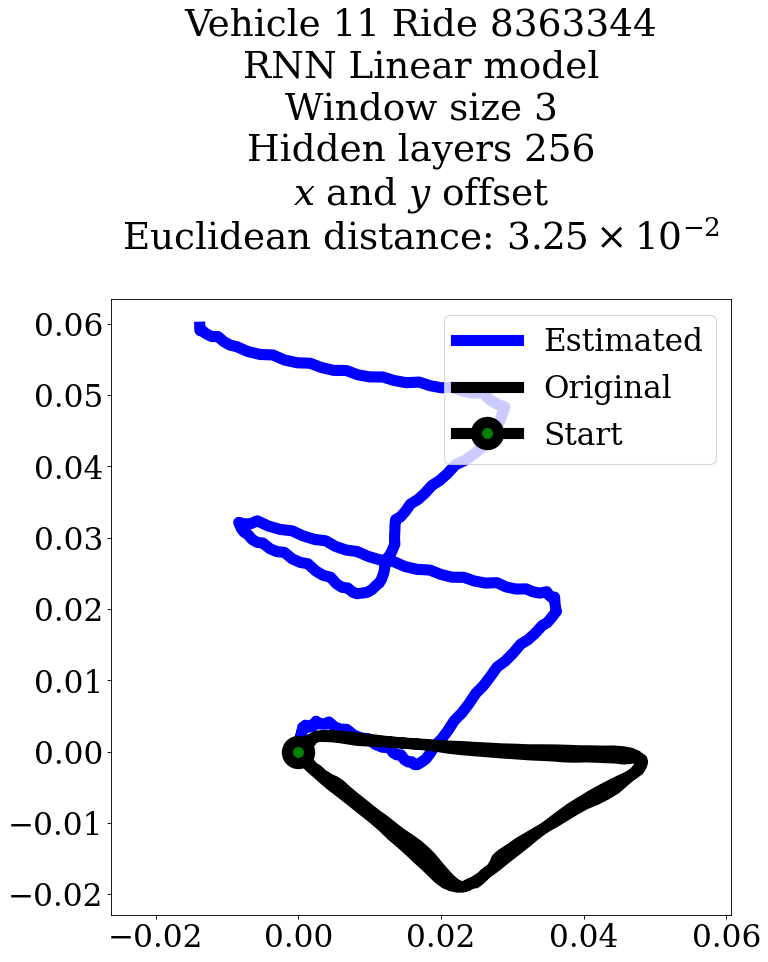 Vehicle 11 Ride 8363344
RNN Linear model
Window size 3
Hidden layers 256
x and y offset
Euclidean distance: 3.25 × 10⁻²
Estimated
Original
Start
0.06
0.05
0.04
0.03
0.02
0.01
0.00
−0.01
−0.02
−0.02 0.00 0.02 0.04 0.06